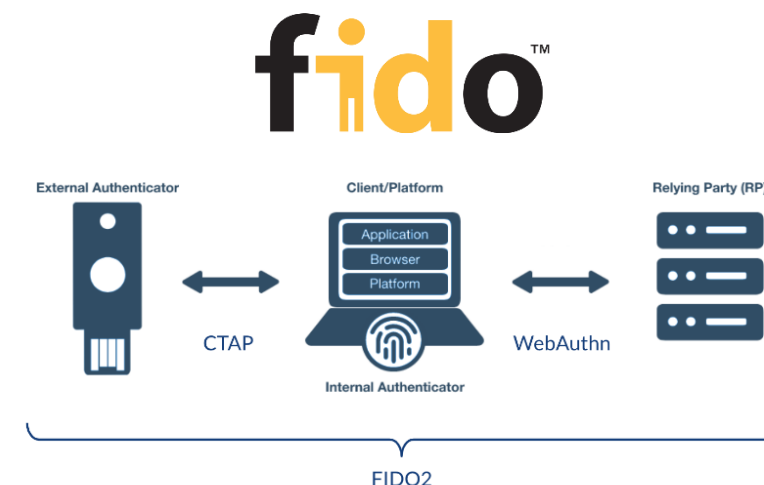 fido™
External Authenticator
Client/Platform
Relying Party (RP)
Application
Browser
Platform
CTAP
WebAuthn
Internal Authenticator
FIDO2